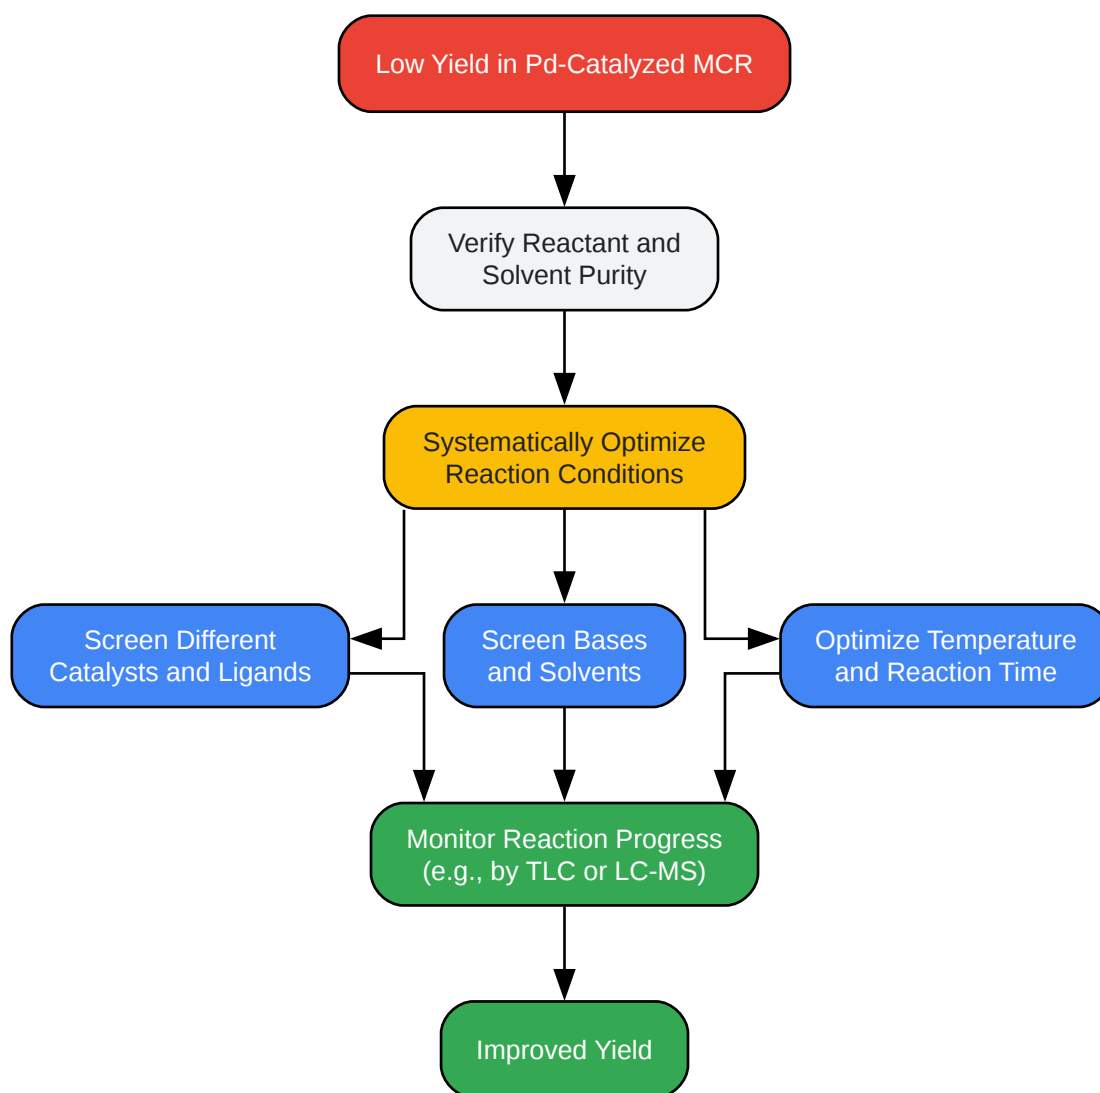 Low Yield in Pd-Catalyzed MCR
Verify Reactant and
Solvent Purity
Systematically Optimize
Reaction Conditions
Screen Different
Catalysts and Ligands
Screen Bases
and Solvents
Optimize Temperature
and Reaction Time
Monitor Reaction Progress
(e.g., by TLC or LC-MS)
Improved Yield